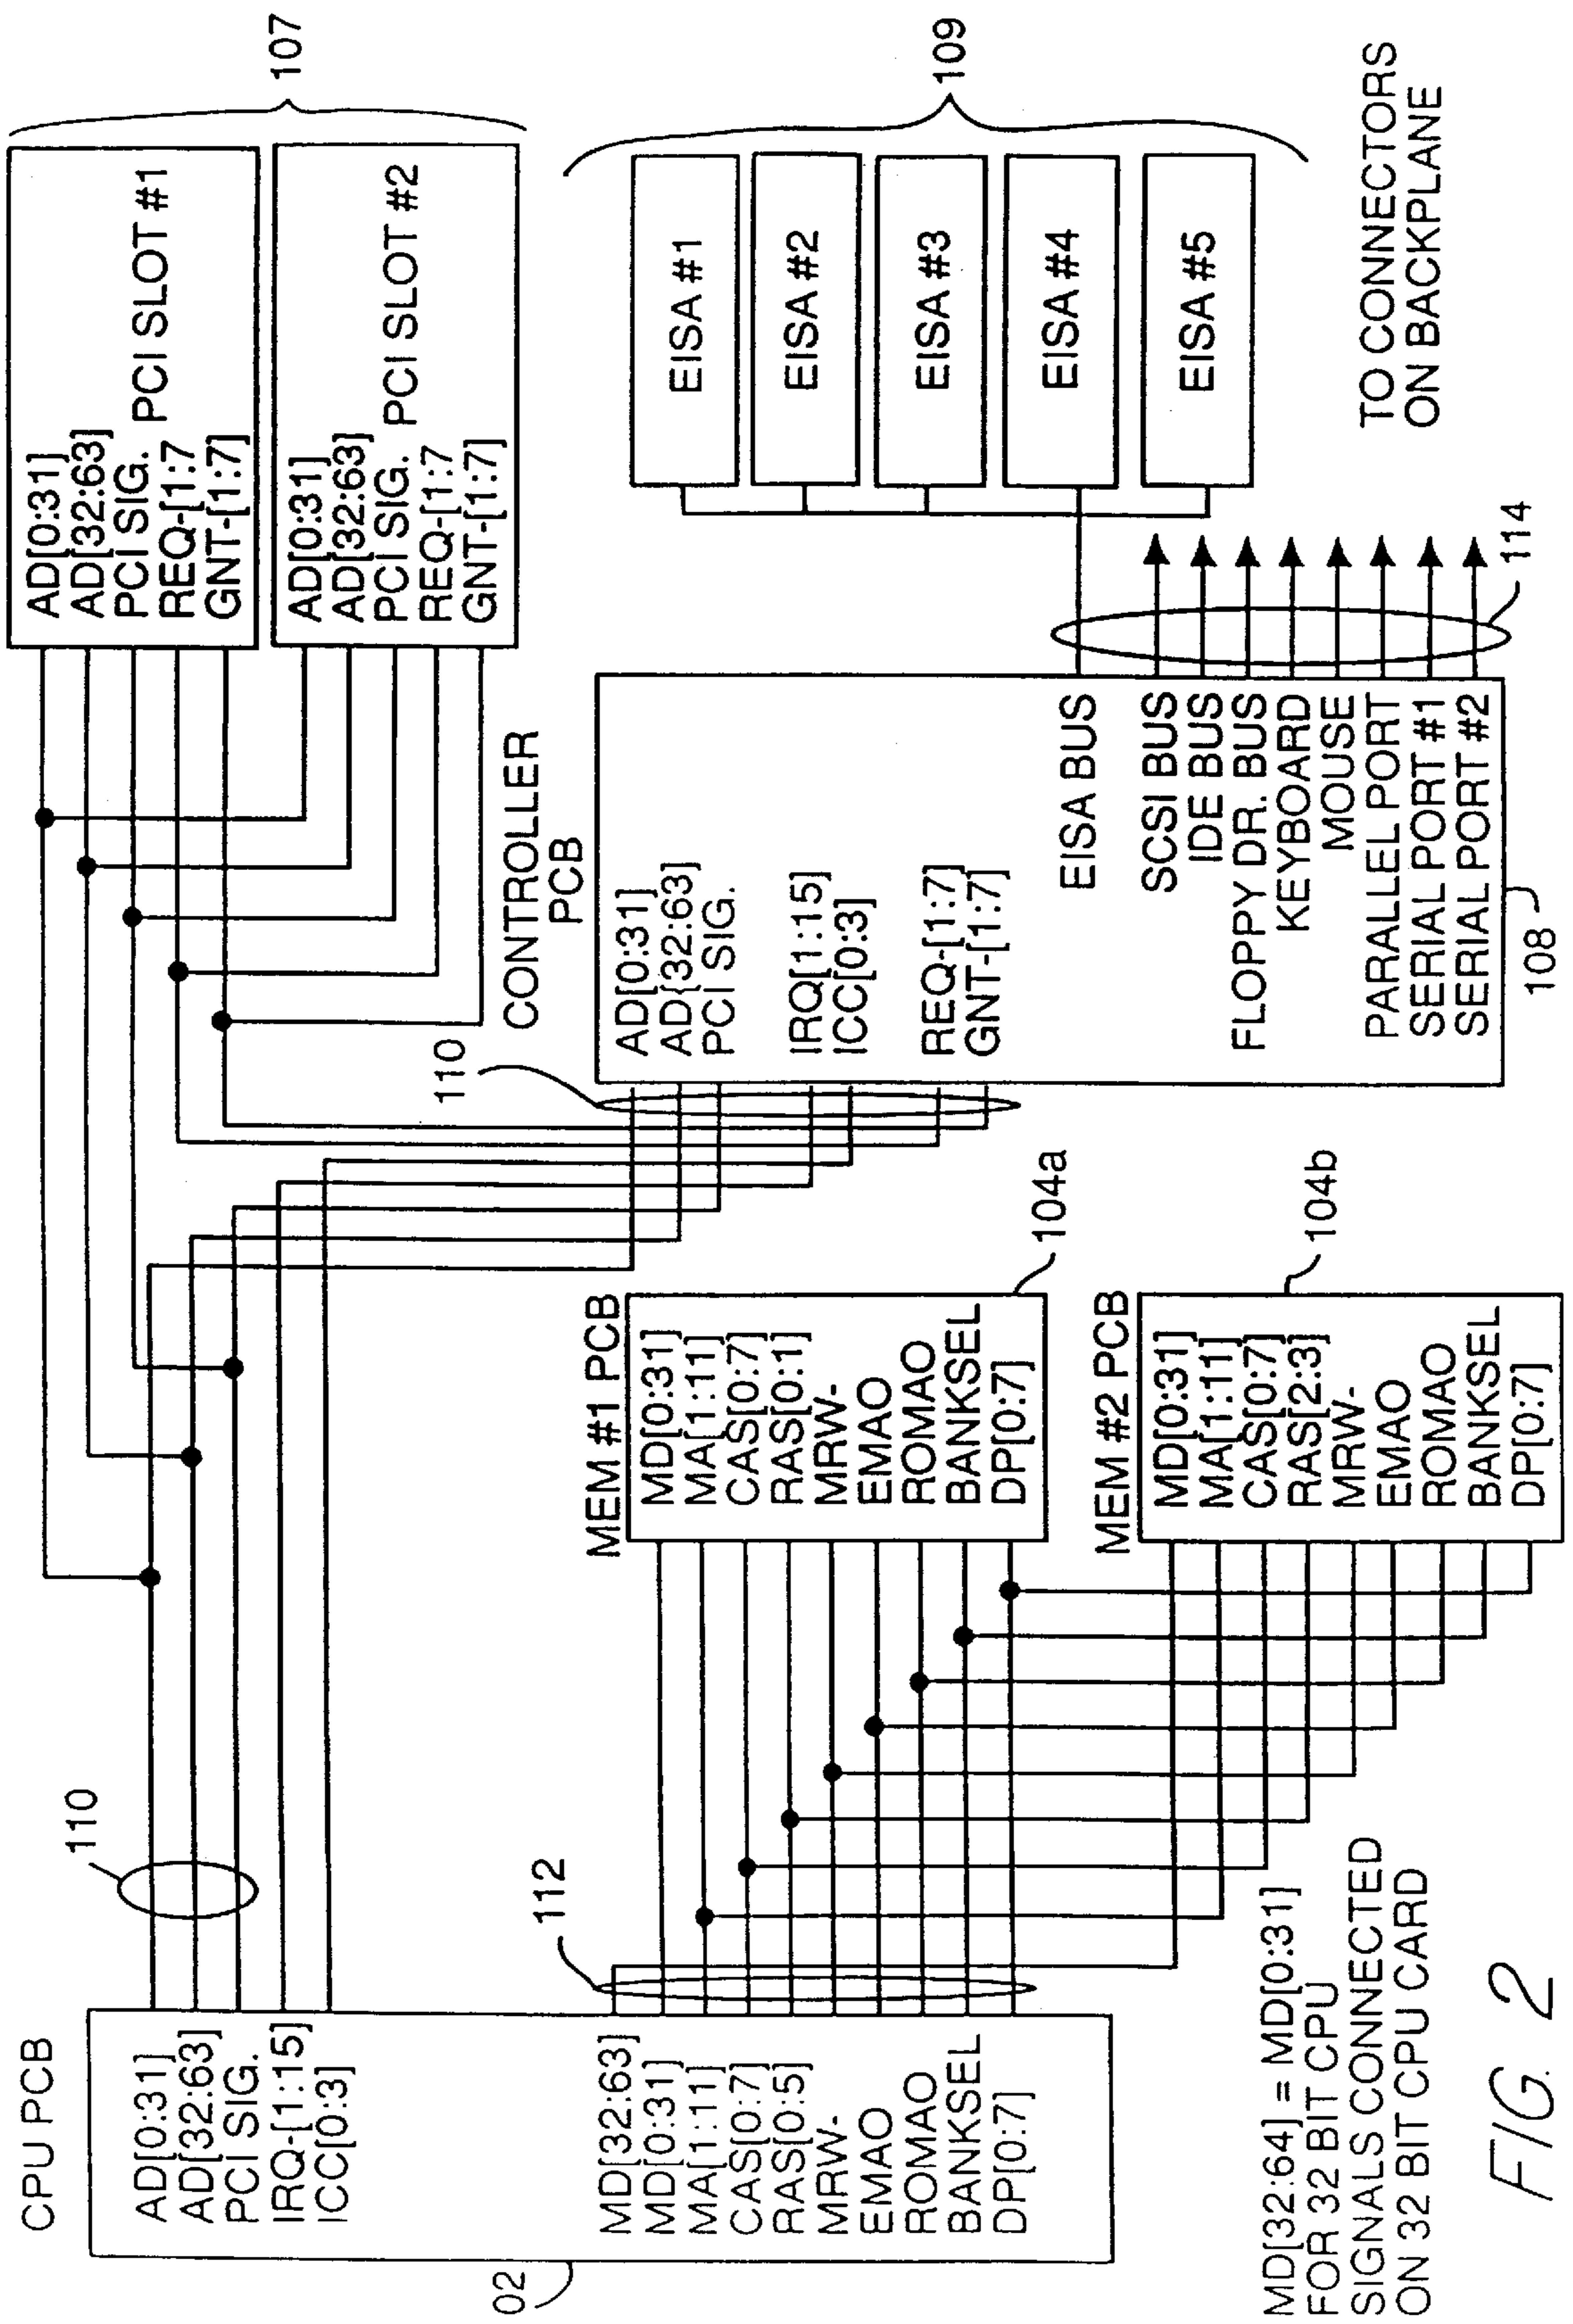 CPU PCB
AD[0:31]
AD[32:63]
PCI SIG.
IRQ-[1:15]
ICC[0:3]
MD[32:63]
MD[0:31]
MA[1:11]
CAS[0:7]
RAS[0:5]
MRW-
EMAO
ROMAO
BANKSEL
DP[0:7]
02
110
112
MD[32:64] = MD[0:31]
FOR 32 BIT CPU
SIGNALS CONNECTED
ON 32 BIT CPU CARD
FIG. 2
MEM #1 PCB
MD[0:31]
MA[1:11]
CAS[0:7]
RAS[0:1]
MRW-
EMAO
ROMAO
BANKSEL
DP[0:7]
104a
MEM #2 PCB
MD[0:31]
MA[1:11]
CAS[0:7]
RAS[2:3]
MRW-
EMAO
ROMAO
BANKSEL
DP[0:7]
104b
110
CONTROLLER
PCB
AD[0:31]
AD{32:63]
PCI SIG.
IRQ[1:15]
ICC[0:3]
REQ-[1:7]
GNT-[1:7]
EISA BUS
SCSI BUS
IDE BUS
FLOPPY DR. BUS
KEYBOARD
MOUSE
PARALLEL PORT
SERIAL PORT #1
SERIAL PORT #2
108
114
AD[0:31]
AD[32:63]
PCI SIG.
REQ-[1:7
GNT-[1:7]
PCI SLOT #1
AD[0:31]
AD[32:63]
PCI SIG.
REQ-[1:7
GNT-[1:7]
PCI SLOT #2
107
EISA #1
EISA #2
EISA #3
EISA #4
EISA #5
109
TO CONNECTORS
ON BACKPLANE